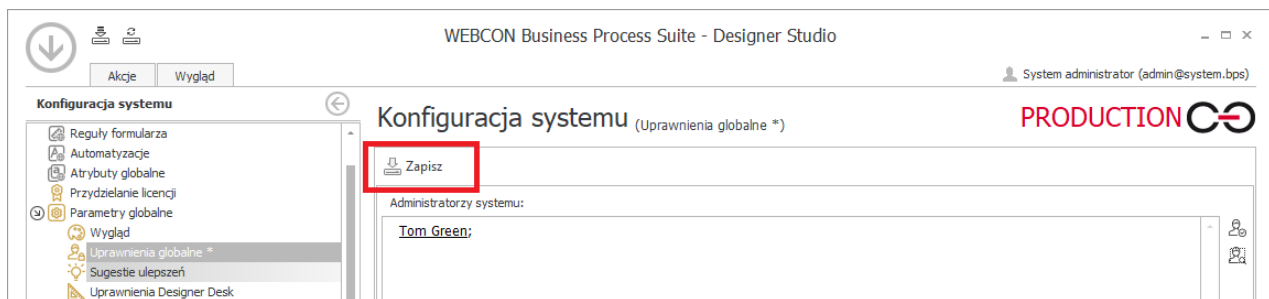 WEBCON Business Process Suite - Designer Studio
Akcje Wygląd
System administrator (admin@system.bps)
Konfiguracja systemu
Reguły formularza
Automatyzacje
Atrybuty globalne
Przydzielanie licencji
Parametry globalne
Wygląd
Uprawnienia globalne *
Sugestie ulepszeń
Uprawnienia Designer Desk
Konfiguracja systemu (Uprawnienia globalne *)
PRODUCTION
Zapisz
Administratorzy systemu:
Tom Green;